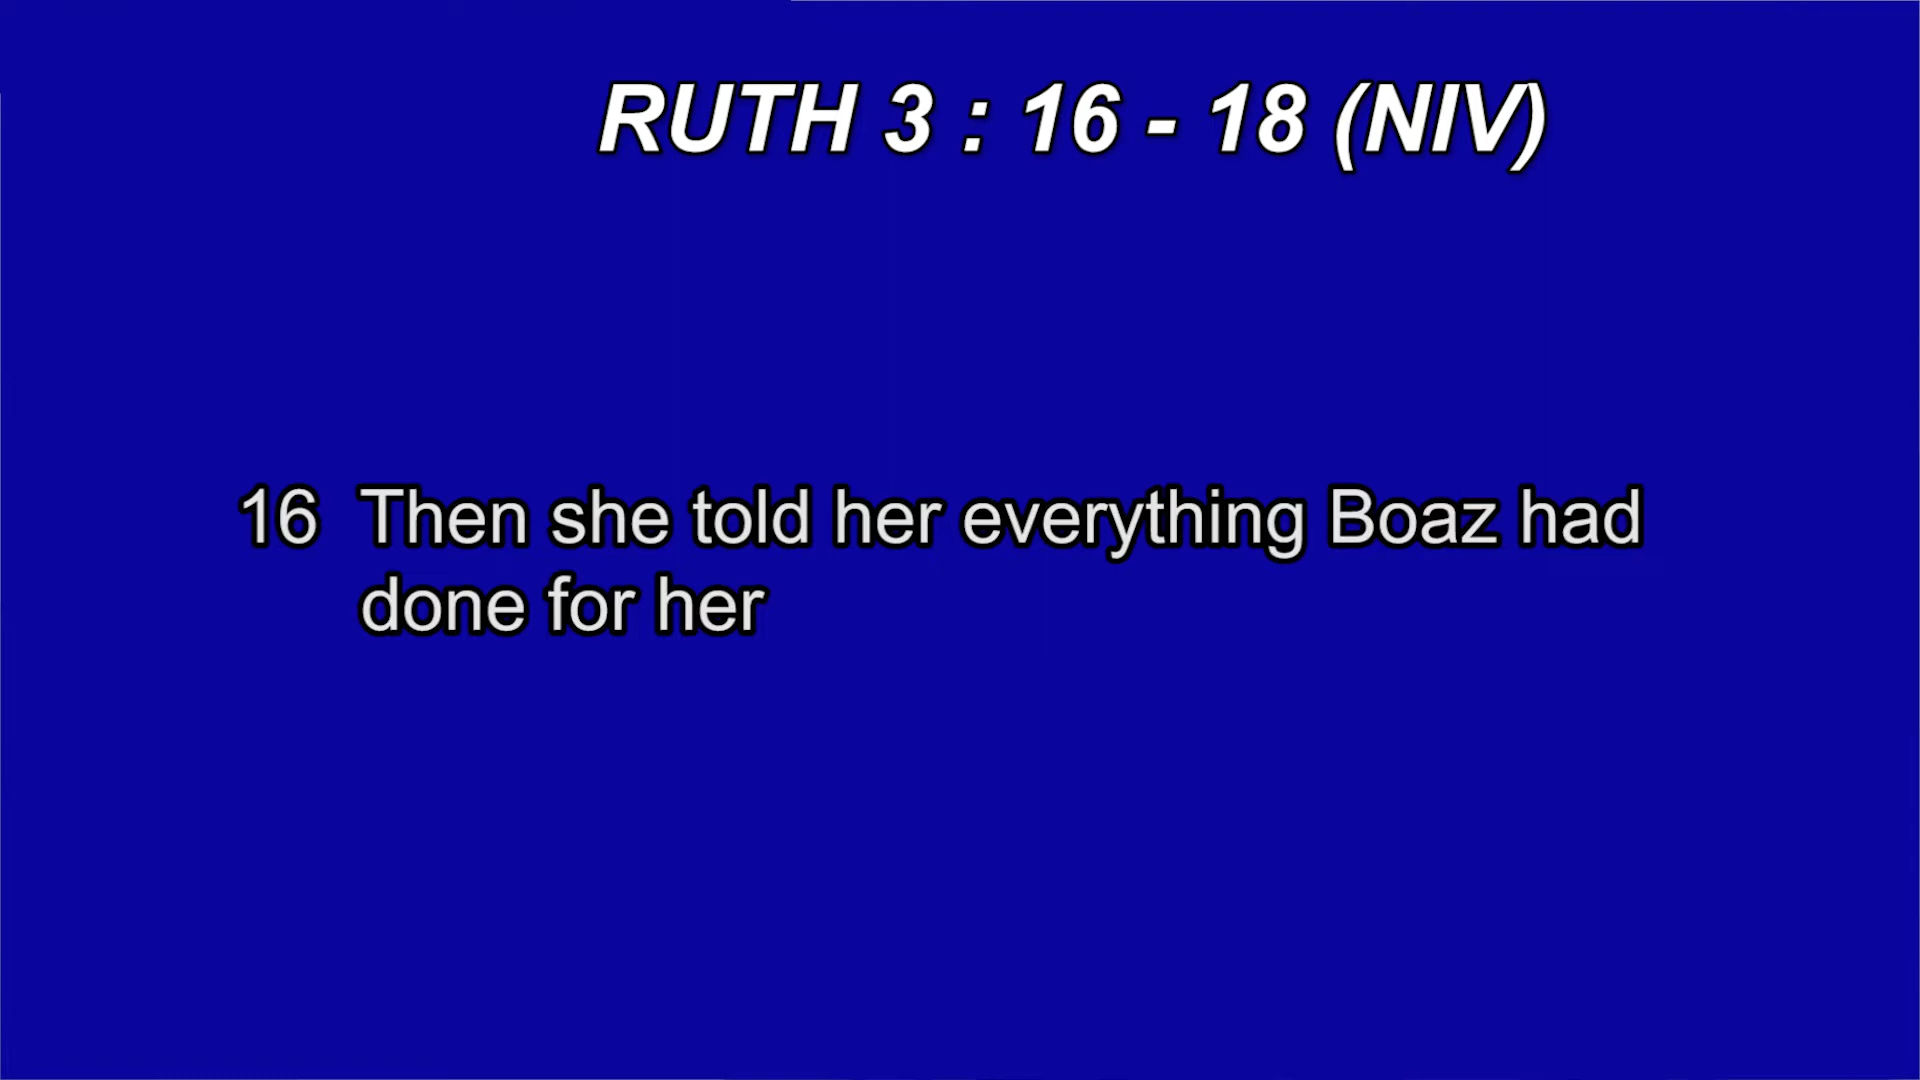 RUTH 3 : 16 - 18 (NIV)
16 Then she told her everything Boaz had
done for her